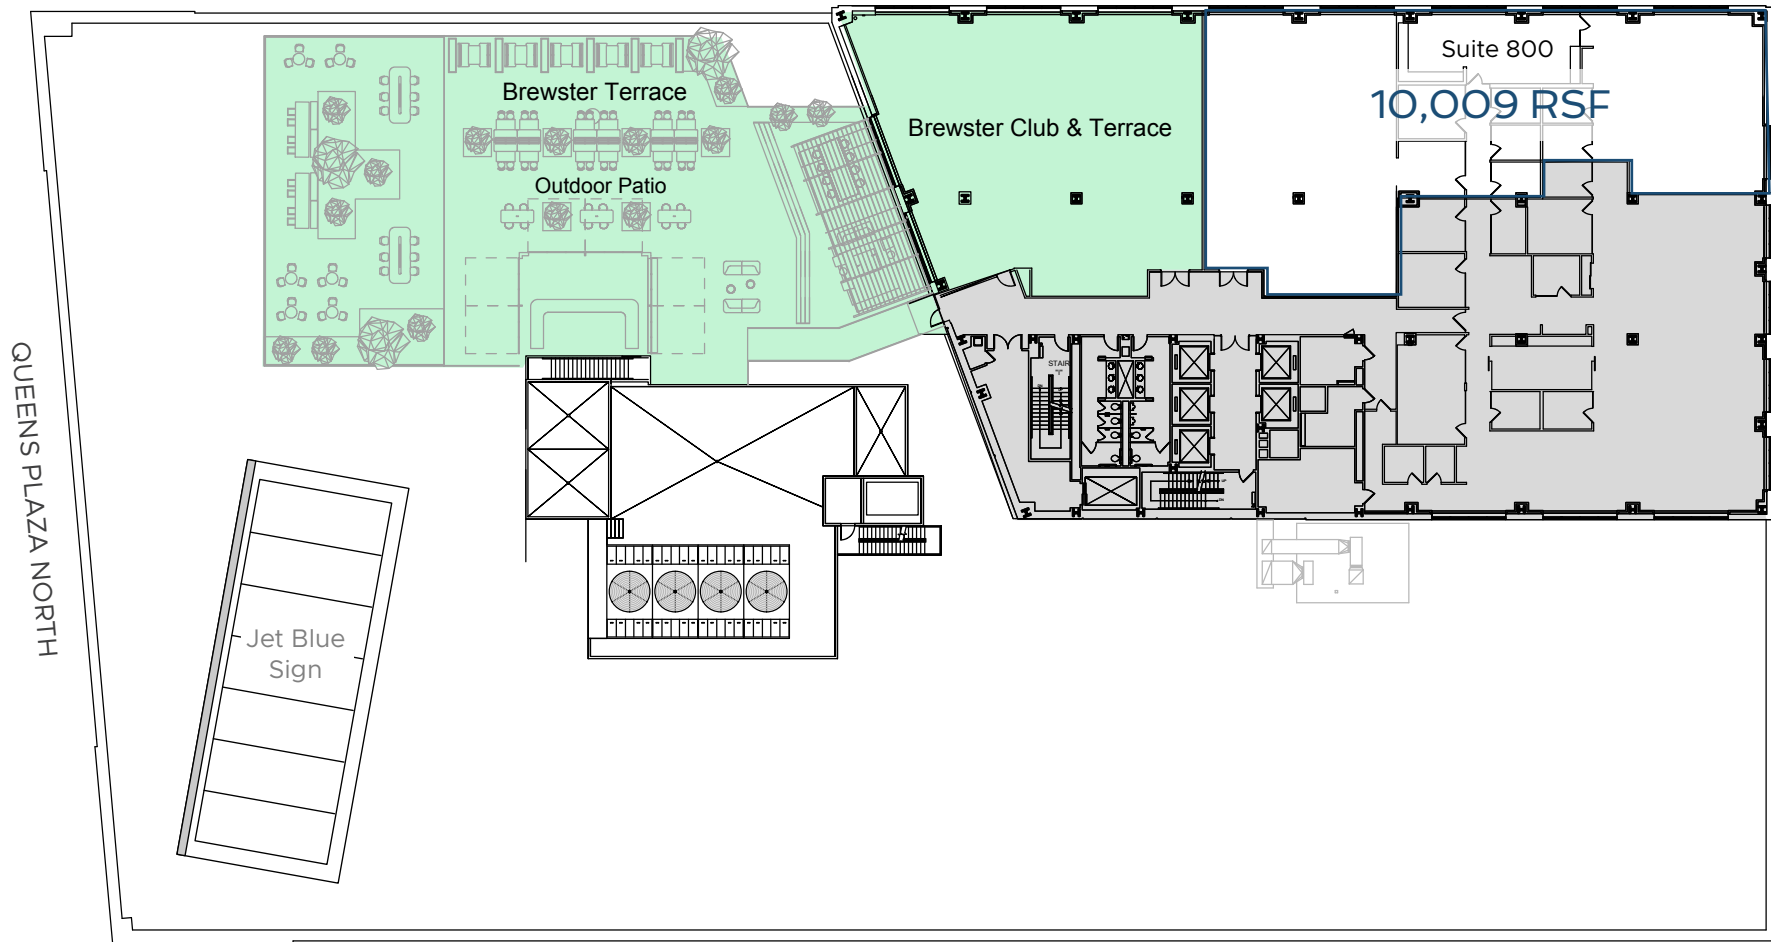 Suite 800
10,009 RSF
Brewster Terrace
Brewster Club & Terrace
Outdoor Patio
STAIR
QUEENS PLAZA NORTH
Jet Blue
Sign